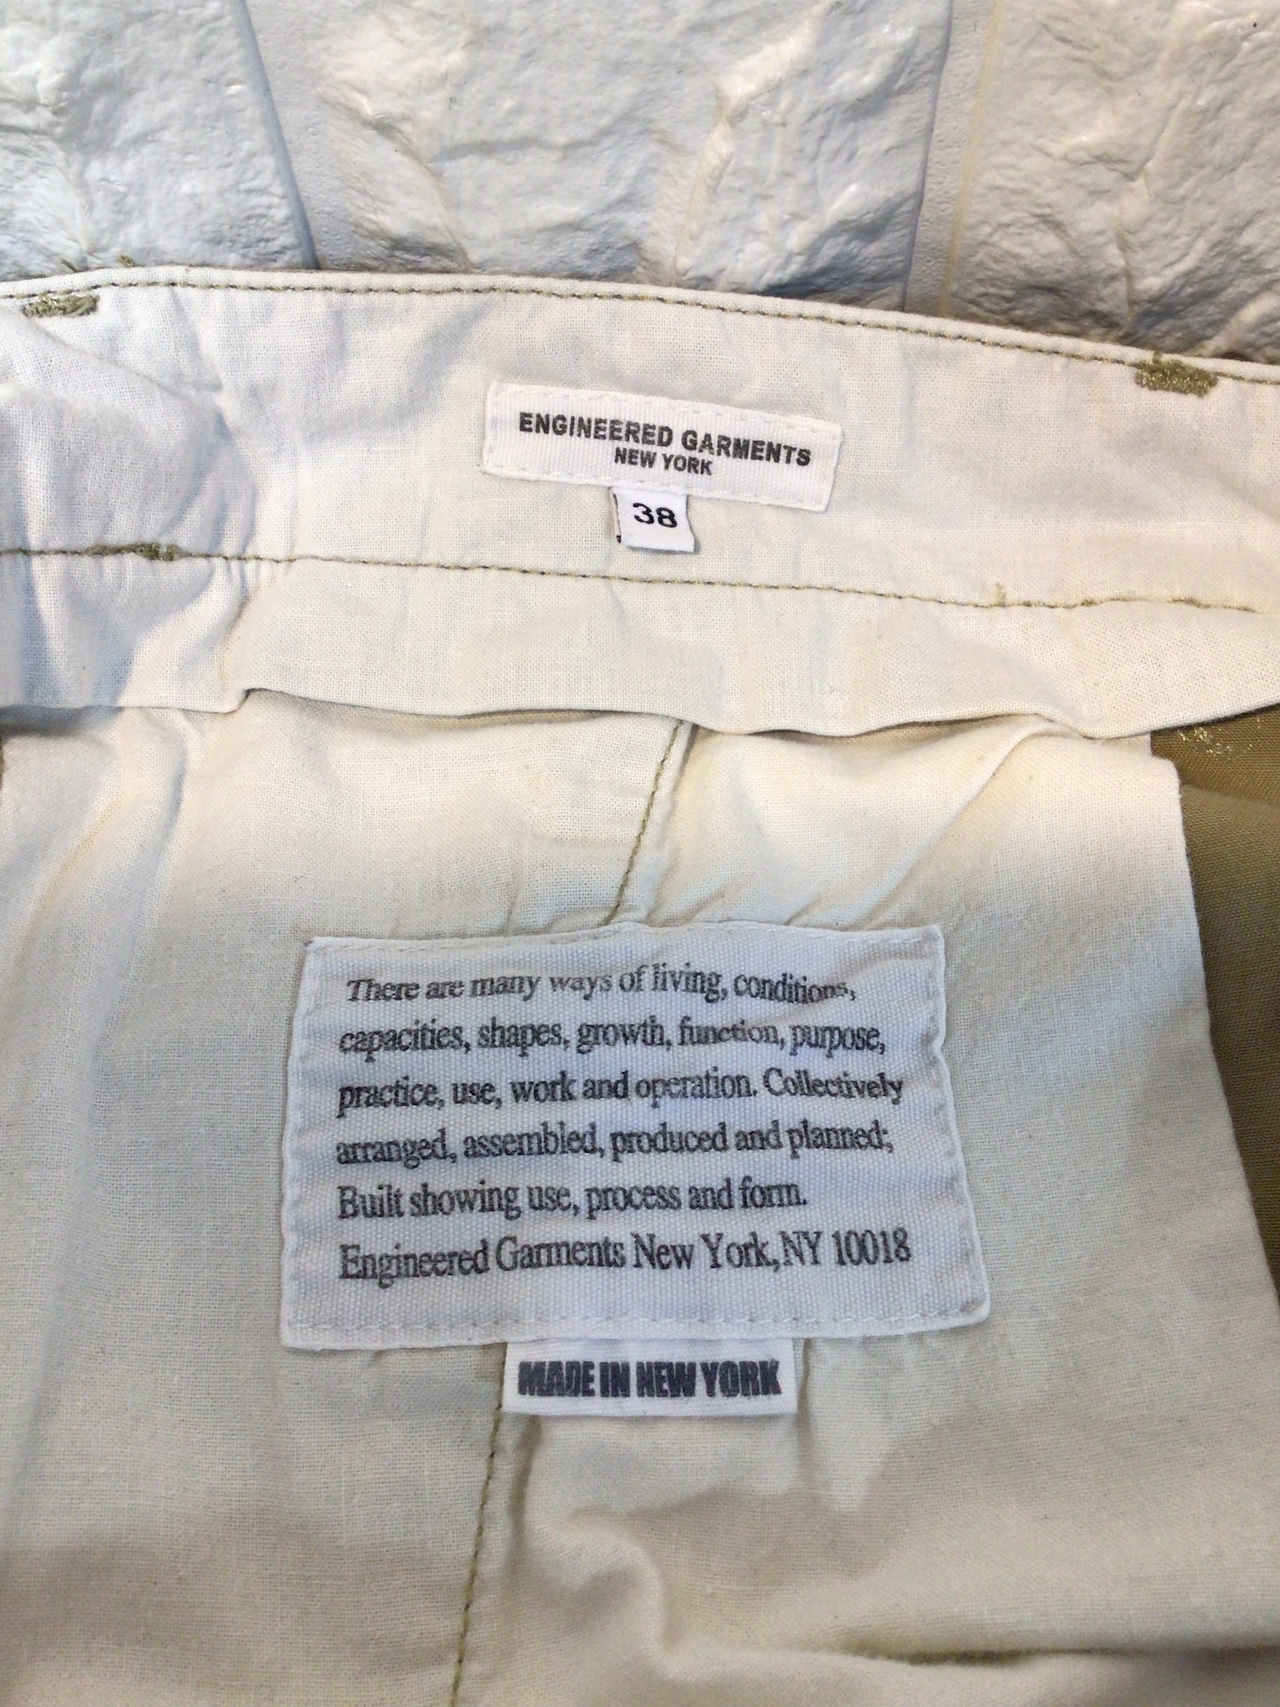 ENGINEERED GARMENTS
NEW YORK
38
There are many ways of living, conditions,
capacities, shapes, growth, function, purpose,
practice, use, work and operation. Collectively
arranged, assembled, produced and planned;
Built showing use, process and form.
Engineered Garments New York, NY 10018
MADE IN NEW YORK